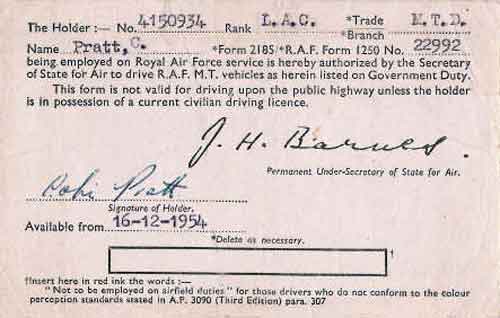 The Holder :— No. 4150934 Rank L.A.C. *Trade M.T.D.
*Branch
Name Pratt, C. *Form 2185 *R.A.F. Form 1250 No. 22992
being employed on Royal Air Force service is hereby authorized by the Secretary
of State for Air to drive R.A.F. M.T. vehicles as herein listed on Government Duty.
This form is not valid for driving upon the public highway unless the holder
is in possession of a current civilian driving licence.
J. H. Barnes.
Permanent Under-Secretary of State for Air.
Pratt
Signature of Holder.
Available from 16-12-1954
*Delete as necessary.
†
†Insert here in red ink the words :—
" Not to be employed on airfield duties " for those drivers who do not conform to the colour
perception standards stated in A.P. 3090 (Third Edition) para. 307